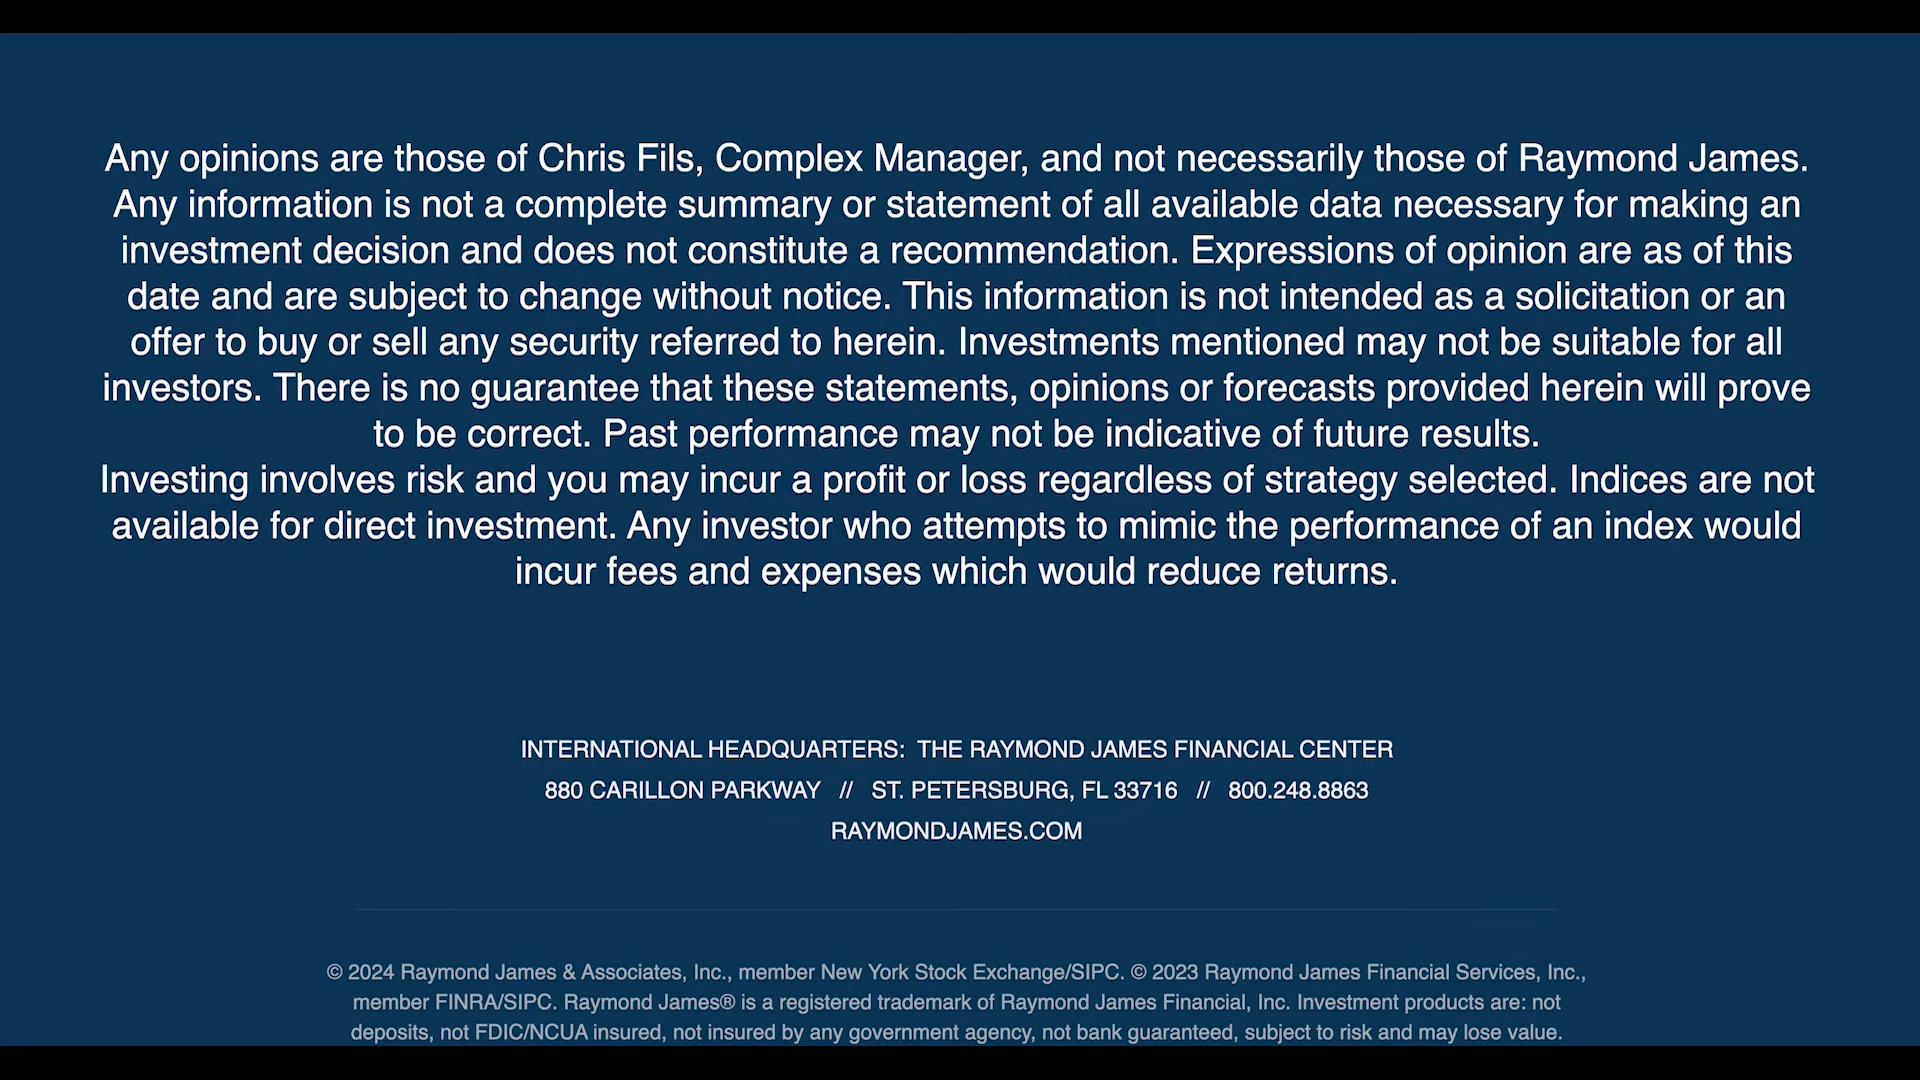 Any opinions are those of Chris Fils, Complex Manager, and not necessarily those of Raymond James.
Any information is not a complete summary or statement of all available data necessary for making an
investment decision and does not constitute a recommendation. Expressions of opinion are as of this
date and are subject to change without notice. This information is not intended as a solicitation or an
offer to buy or sell any security referred to herein. Investments mentioned may not be suitable for all
investors. There is no guarantee that these statements, opinions or forecasts provided herein will prove
to be correct. Past performance may not be indicative of future results.
Investing involves risk and you may incur a profit or loss regardless of strategy selected. Indices are not
available for direct investment. Any investor who attempts to mimic the performance of an index would
incur fees and expenses which would reduce returns.
INTERNATIONAL HEADQUARTERS: THE RAYMOND JAMES FINANCIAL CENTER
880 CARILLON PARKWAY // ST. PETERSBURG, FL 33716 // 800.248.8863
RAYMONDJAMES.COM
© 2024 Raymond James & Associates, Inc., member New York Stock Exchange/SIPC. © 2023 Raymond James Financial Services, Inc.,
member FINRA/SIPC. Raymond James® is a registered trademark of Raymond James Financial, Inc. Investment products are: not
deposits, not FDIC/NCUA insured, not insured by any government agency, not bank guaranteed, subject to risk and may lose value.